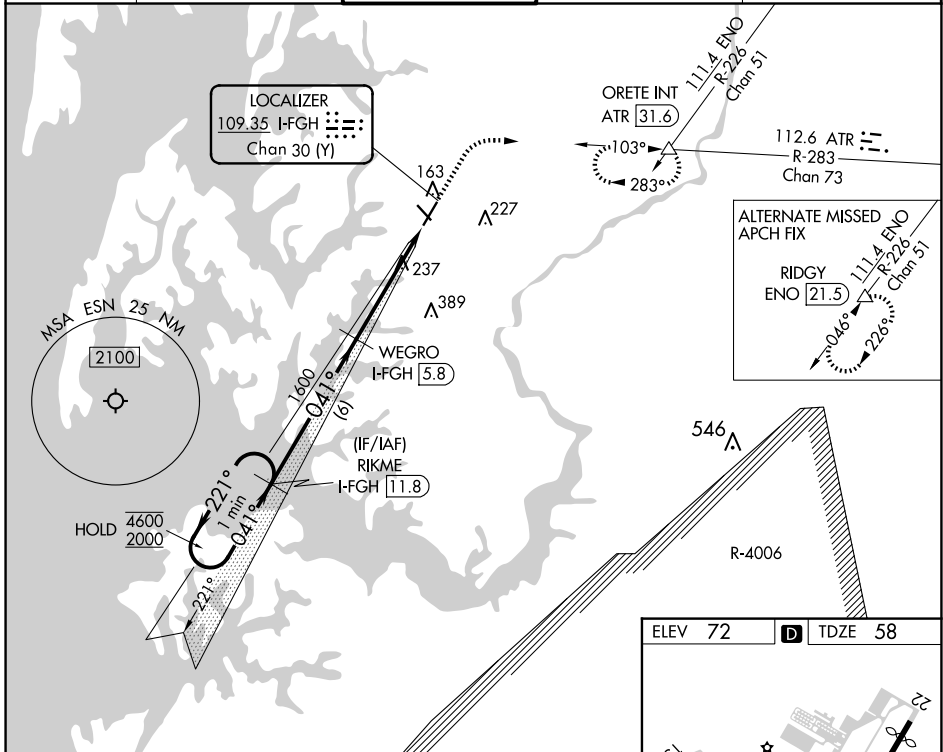 LOCALIZER
109.35 I-FGH
Chan 30 (Y)
111.4 ENO
R-226
Chan 51
ORETE INT
ATR 31.6
103°
283°
112.6 ATR
R-283
Chan 73
163
227
237
389
ALTERNATE MISSED
APCH FIX
111.4 ENO
R-226
Chan 51
RIDGY
ENO 21.5
046°
226°
MSA ESN 25 NM
2100
WEGRO
I-FGH 5.8
1600
041°
(6)
(IF/IAF)
RIKME
I-FGH 11.8
221°
1 min
041°
HOLD 4600
2000
221°
546
R-4006
ELEV 72 D TDZE 58
22